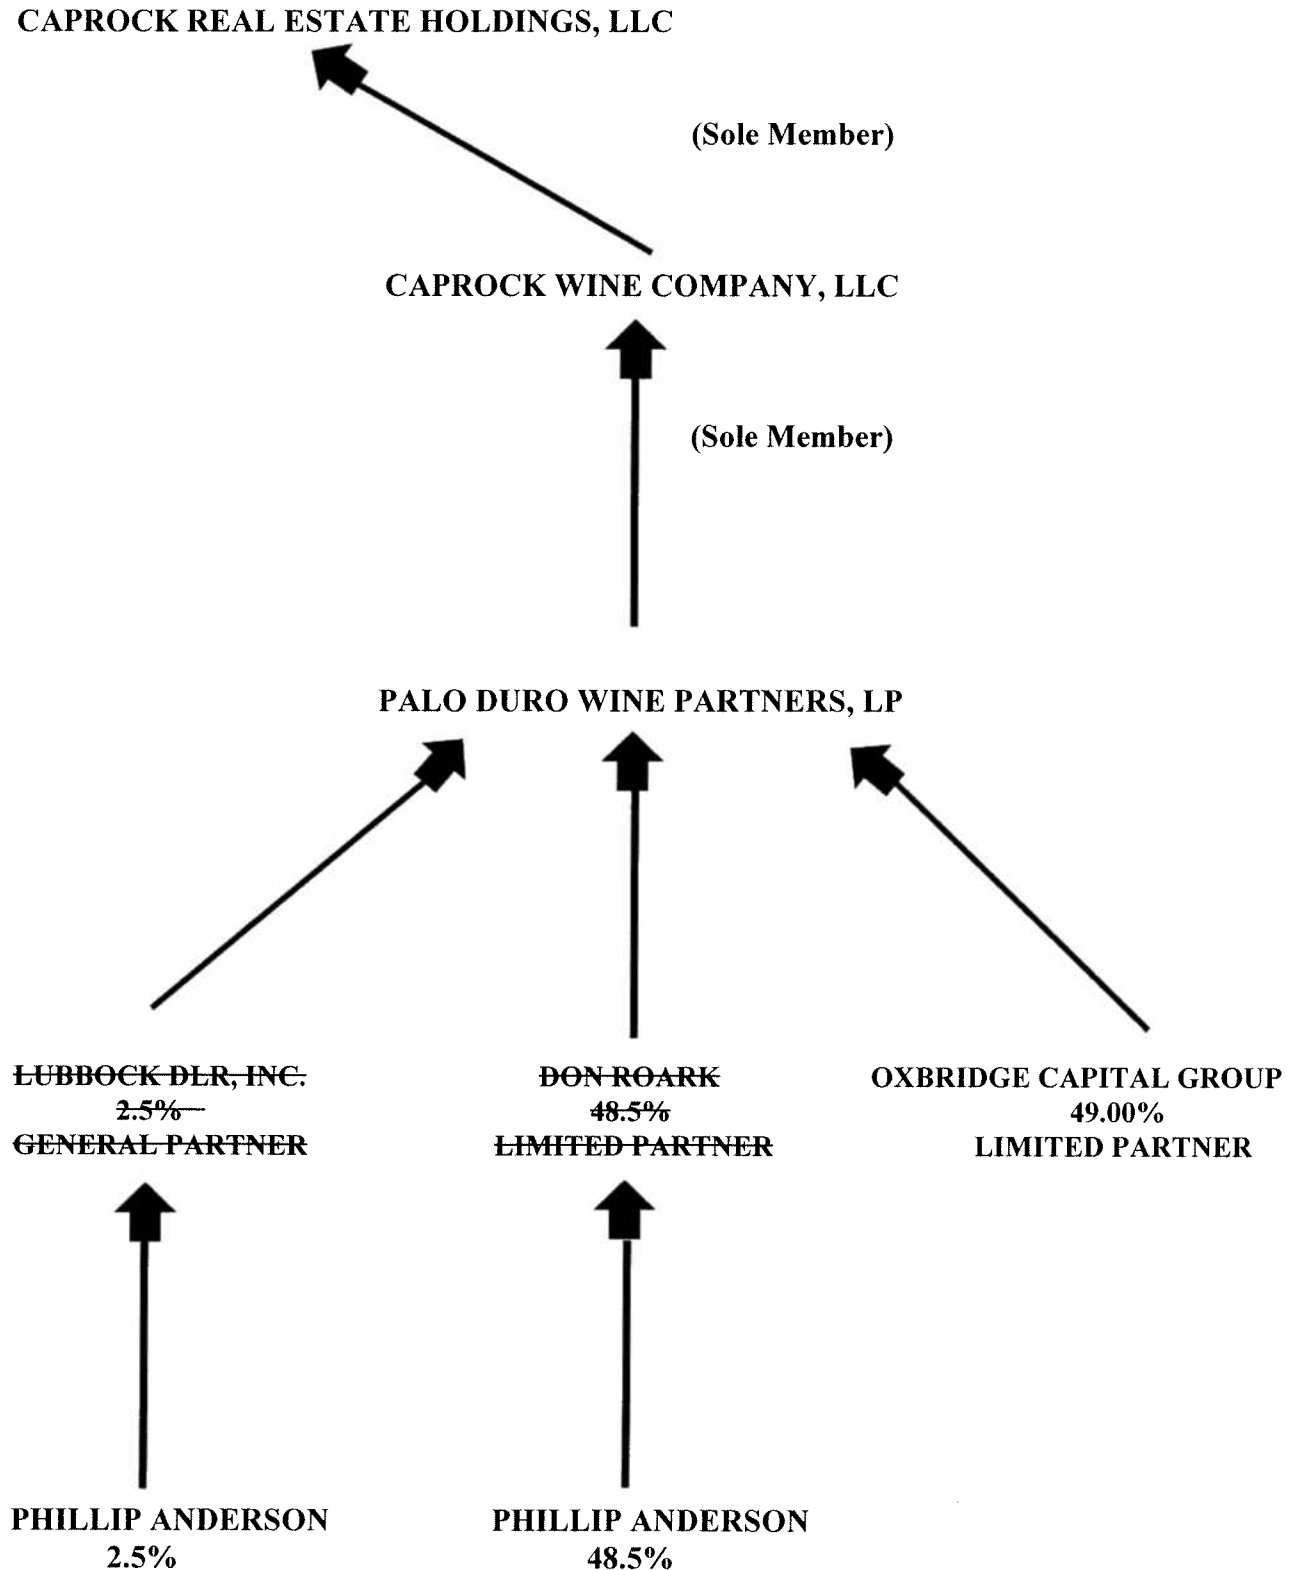 CAPROCK REAL ESTATE HOLDINGS, LLC
(Sole Member)
CAPROCK WINE COMPANY, LLC
(Sole Member)
PALO DURO WINE PARTNERS, LP
LUBBOCK DLR, INC.
2.5%
GENERAL PARTNER
DON ROARK
48.5%
LIMITED PARTNER
OXBRIDGE CAPITAL GROUP
49.00%
LIMITED PARTNER
PHILLIP ANDERSON
2.5%
PHILLIP ANDERSON
48.5%